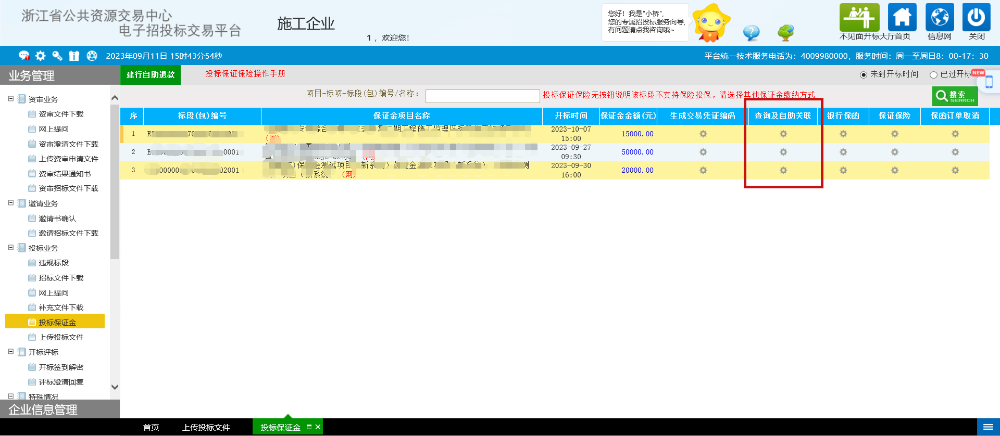 浙江省公共资源交易中心
电子招投标交易平台
施工企业
1 ，欢迎您！
您好！我是"小桥",
您的专属招投标服务向导,
有问题请点我咨询哦~
不见面开标大厅
首页
信息网
关闭
2023年09月11日 15时43分54秒
平台统一技术服务电话为：4009980000，服务时间：周一至周日8：00-17：30
业务管理
资审业务
资审文件下载
网上提问
资审澄清文件下载
上传资审申请文件
资审结果通知书
资审招标文件下载
邀请业务
邀请书确认
邀请招标文件下载
投标业务
违规标段
招标文件下载
网上提问
补充文件下载
投标保证金
上传投标文件
开标评标
开标签到解密
评标澄清回复
特殊情况
企业信息管理
建行自助退款
投标保证保险操作手册
未到开标时间
已过开标
NEW
项目-标项-标段(包)编号/名称：
投标保证保险无按钮说明该标段不支持保险投保，请选择其他保证金缴纳方式
搜索
SEARCH
序 标段(包)编号 保证金项目名称 开标时间 保证金金额(元) 生成交易凭证编码 查询及自助关联 银行保函 保证保险 保函订单取消
1 2023-10-07 15:00 15000.00
2 0001 2023-09-27 09:30 50000.00
3 02001 2023-09-30 16:00 20000.00
首页
上传投标文件
投标保证金